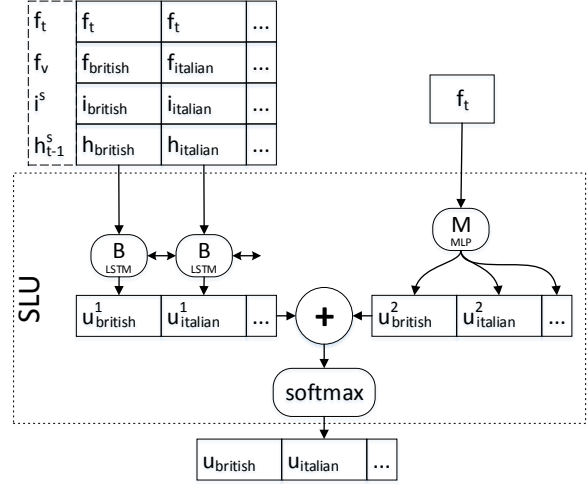 f_t f_t f_t ...
f_v f_british f_italian ...
i^s i_british i_italian ...
h^s_t-1 h_british h_italian ...
f_t
B LSTM B LSTM
M MLP
SLU
u^1_british u^1_italian ... + u^2_british u^2_italian ...
softmax
u_british u_italian ...